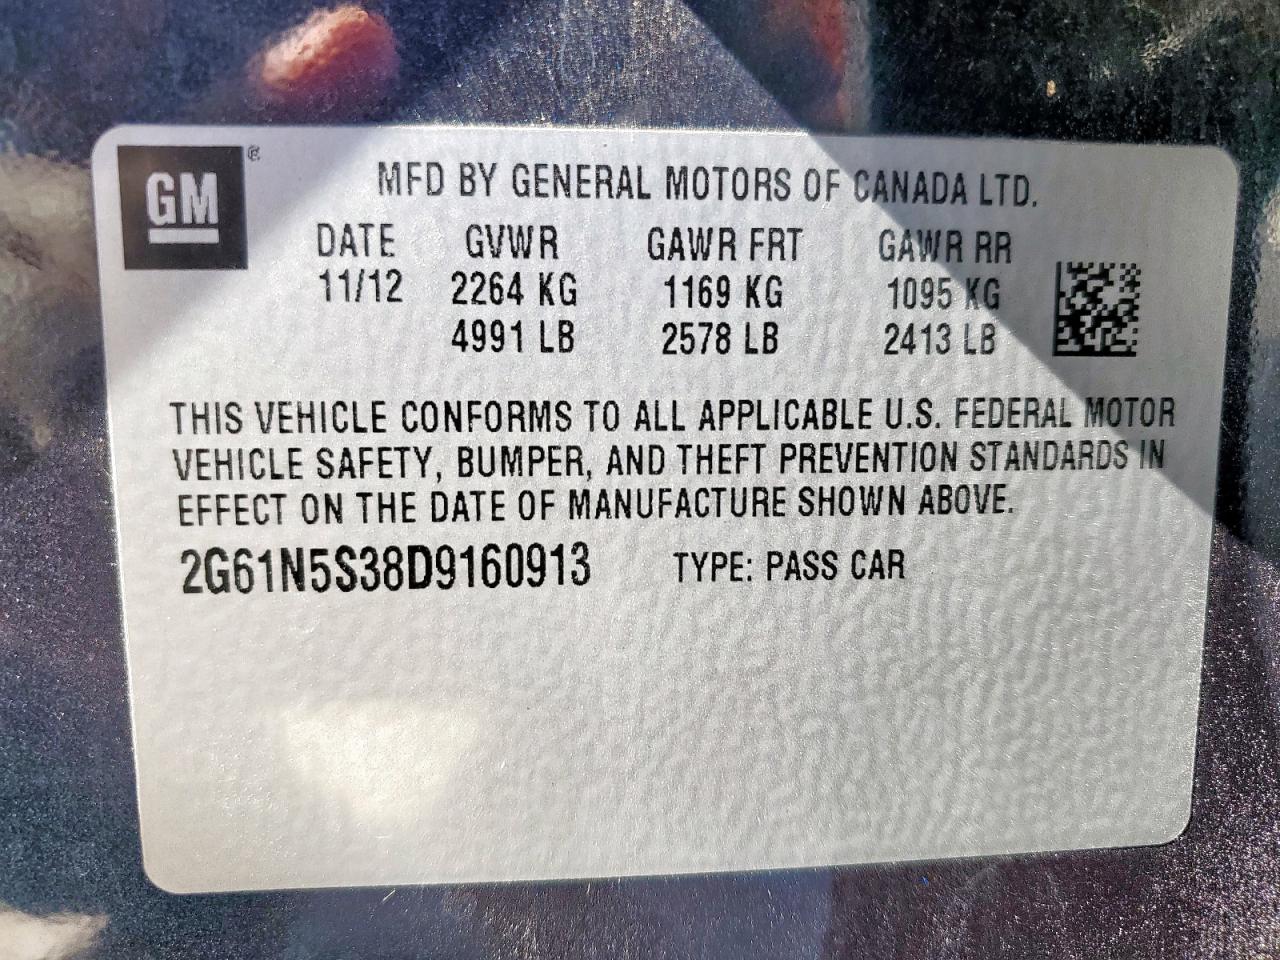 GM ®
MFD BY GENERAL MOTORS OF CANADA LTD.
DATE GVWR GAWR FRT GAWR RR
11/12 2264 KG 1169 KG 1095 KG
4991 LB 2578 LB 2413 LB
THIS VEHICLE CONFORMS TO ALL APPLICABLE U.S. FEDERAL MOTOR
VEHICLE SAFETY, BUMPER, AND THEFT PREVENTION STANDARDS IN
EFFECT ON THE DATE OF MANUFACTURE SHOWN ABOVE.
2G61N5S38D9160913 TYPE: PASS CAR